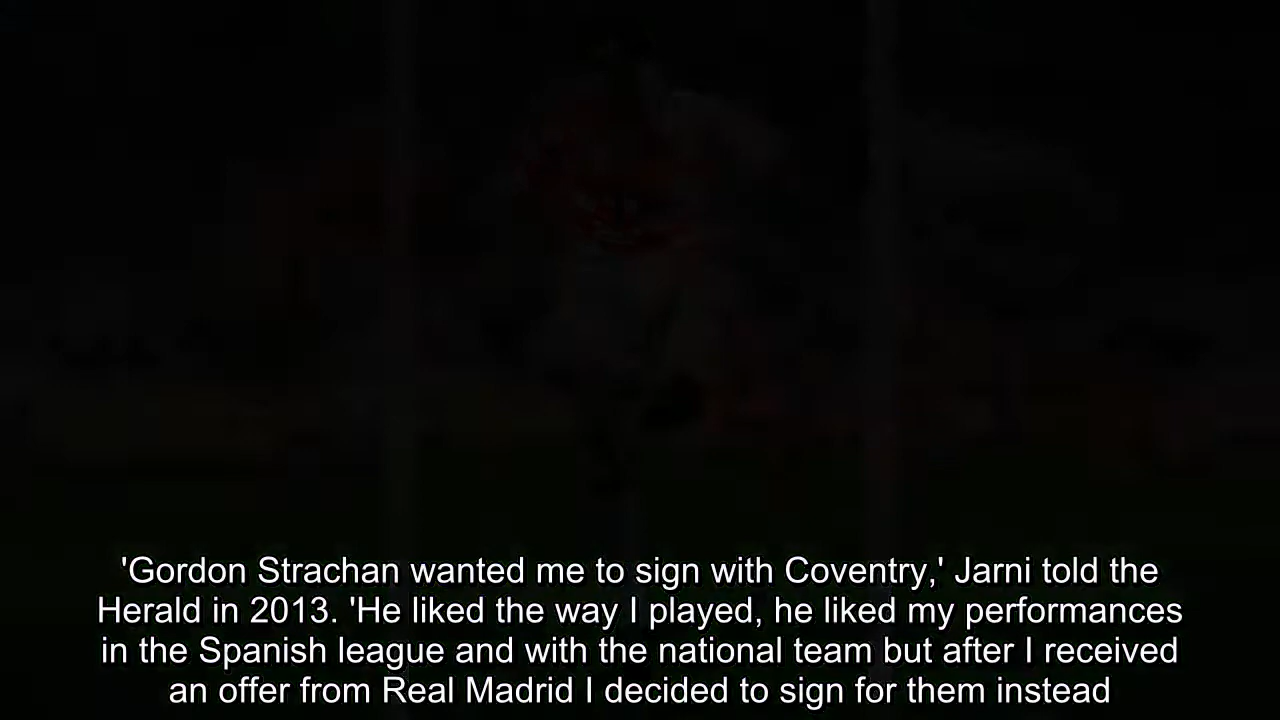 'Gordon Strachan wanted me to sign with Coventry,' Jarni told the
Herald in 2013. 'He liked the way I played, he liked my performances
in the Spanish league and with the national team but after I received
an offer from Real Madrid I decided to sign for them instead